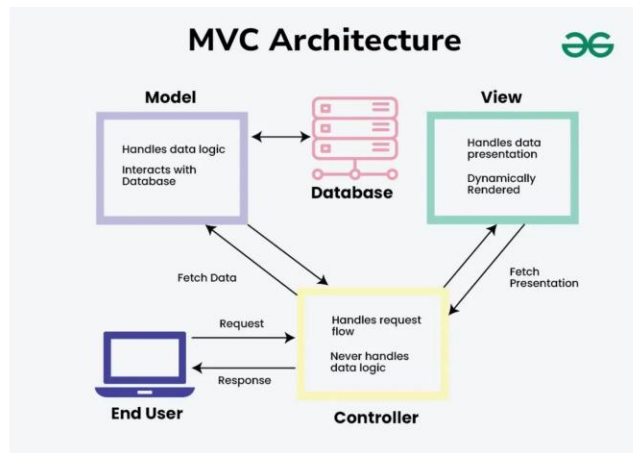 MVC Architecture
Model
View
Handles data logic
Interacts with
Database
Database
Handles data
presentation
Dynamically
Rendered
Fetch Data
Fetch
Presentation
Request
Response
Handles request
flow
Never handles
data logic
End User
Controller